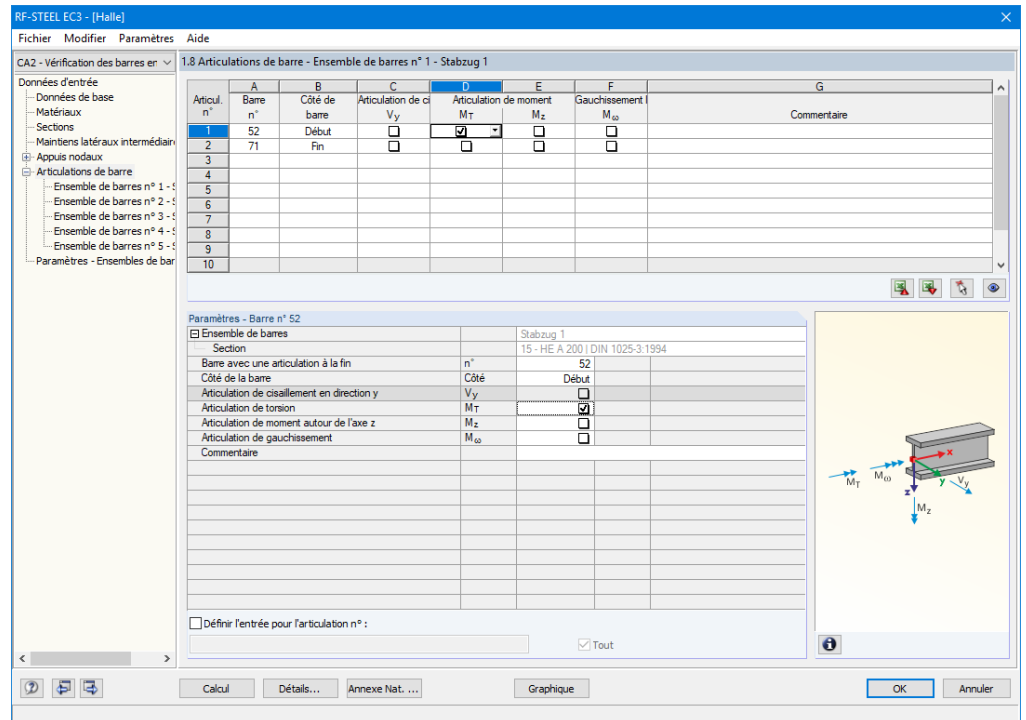 RF-STEEL EC3 - [Halle]
Fichier Modifier Paramètres Aide
CA2 - Vérification des barres er
1.8 Articulations de barre - Ensemble de barres n° 1 - Stabzug 1
Données d'entrée
Données de base
Matériaux
Sections
Maintiens latéraux intermédiaire
Appuis nodaux
Articulations de barre
Ensemble de barres n° 1 - S
Ensemble de barres n° 2 - S
Ensemble de barres n° 3 - S
Ensemble de barres n° 4 - S
Ensemble de barres n° 5 - S
Paramètres - Ensembles de bar
A B C D E F G
Articul. Barre Côté de Articulation de ci Articulation de moment Gauchissement l
n° n° barre Vy MT Mz Mω Commentaire
1 52 Début
2 71 Fin
3
4
5
6
7
8
9
10
Paramètres - Barre n° 52
Ensemble de barres Stabzug 1
Section 15 - HE A 200 | DIN 1025-3:1994
Barre avec une articulation à la fin n° 52
Côté de la barre Côté Début
Articulation de cisaillement en direction y Vy
Articulation de torsion MT
Articulation de moment autour de l'axe z Mz
Articulation de gauchissement Mω
Commentaire
Définir l'entrée pour l'articulation n° :
Tout
x
MT Mω z y Vy
Mz
Calcul Détails... Annexe Nat. ... Graphique OK Annuler